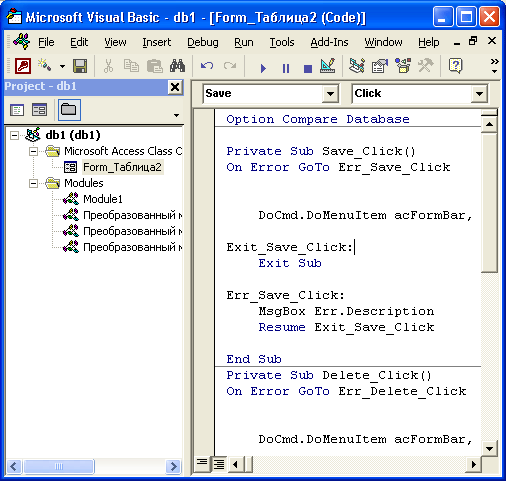 Microsoft Visual Basic - db1 - [Form_Таблица2 (Code)]
File Edit View Insert Debug Run Tools Add-Ins Window Help
Project - db1
db1 (db1)
Microsoft Access Class O
Form_Таблица2
Modules
Module1
Преобразованный м
Преобразованный м
Преобразованный м
Save
Click
Option Compare Database
Private Sub Save_Click()
On Error GoTo Err_Save_Click
DoCmd.DoMenuItem acFormBar,
Exit_Save_Click:
Exit Sub
Err_Save_Click:
MsgBox Err.Description
Resume Exit_Save_Click
End Sub
Private Sub Delete_Click()
On Error GoTo Err_Delete_Click
DoCmd.DoMenuItem acFormBar,